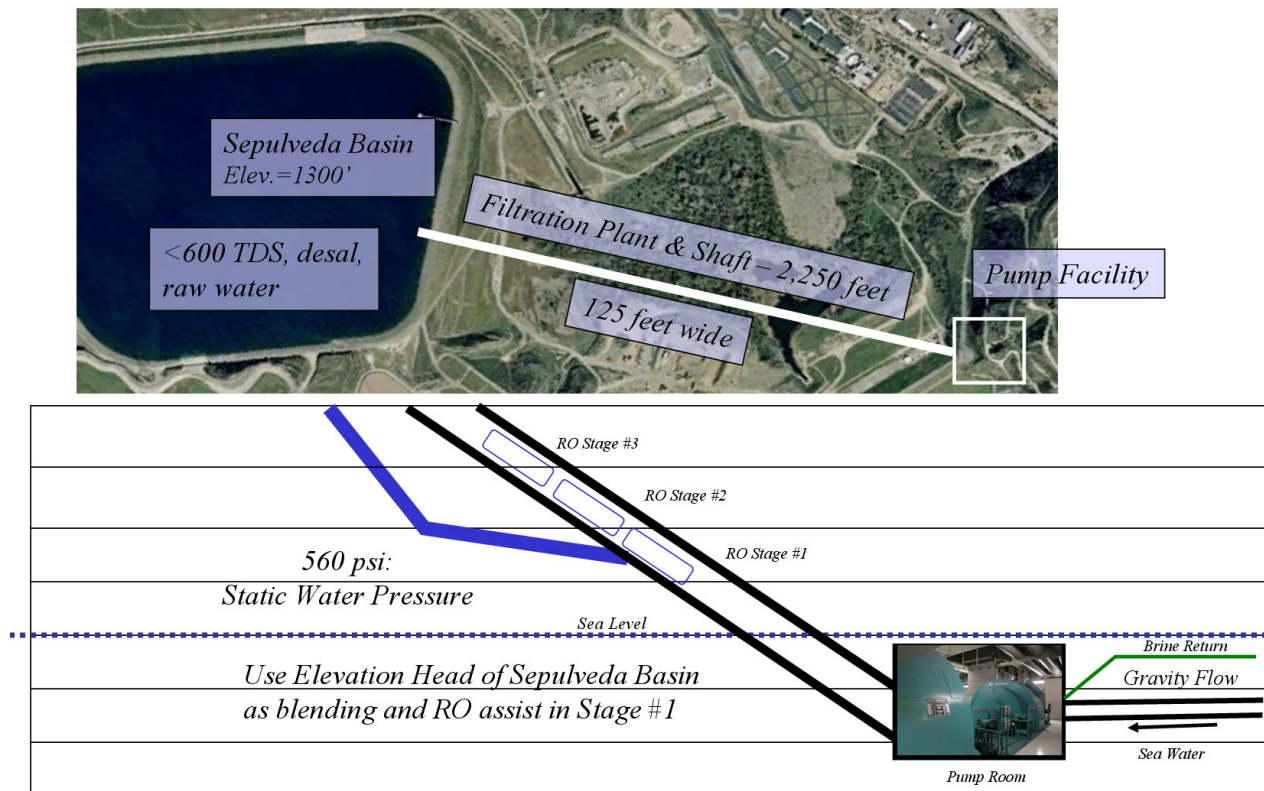 Sepulveda Basin
Elev.=1300’
<600 TDS, desal,
raw water
Filtration Plant & Shaft – 2,250 feet
125 feet wide
Pump Facility
RO Stage #3
RO Stage #2
RO Stage #1
560 psi:
Static Water Pressure
Sea Level
Use Elevation Head of Sepulveda Basin
as blending and RO assist in Stage #1
Brine Return
Gravity Flow
Sea Water
Pump Room